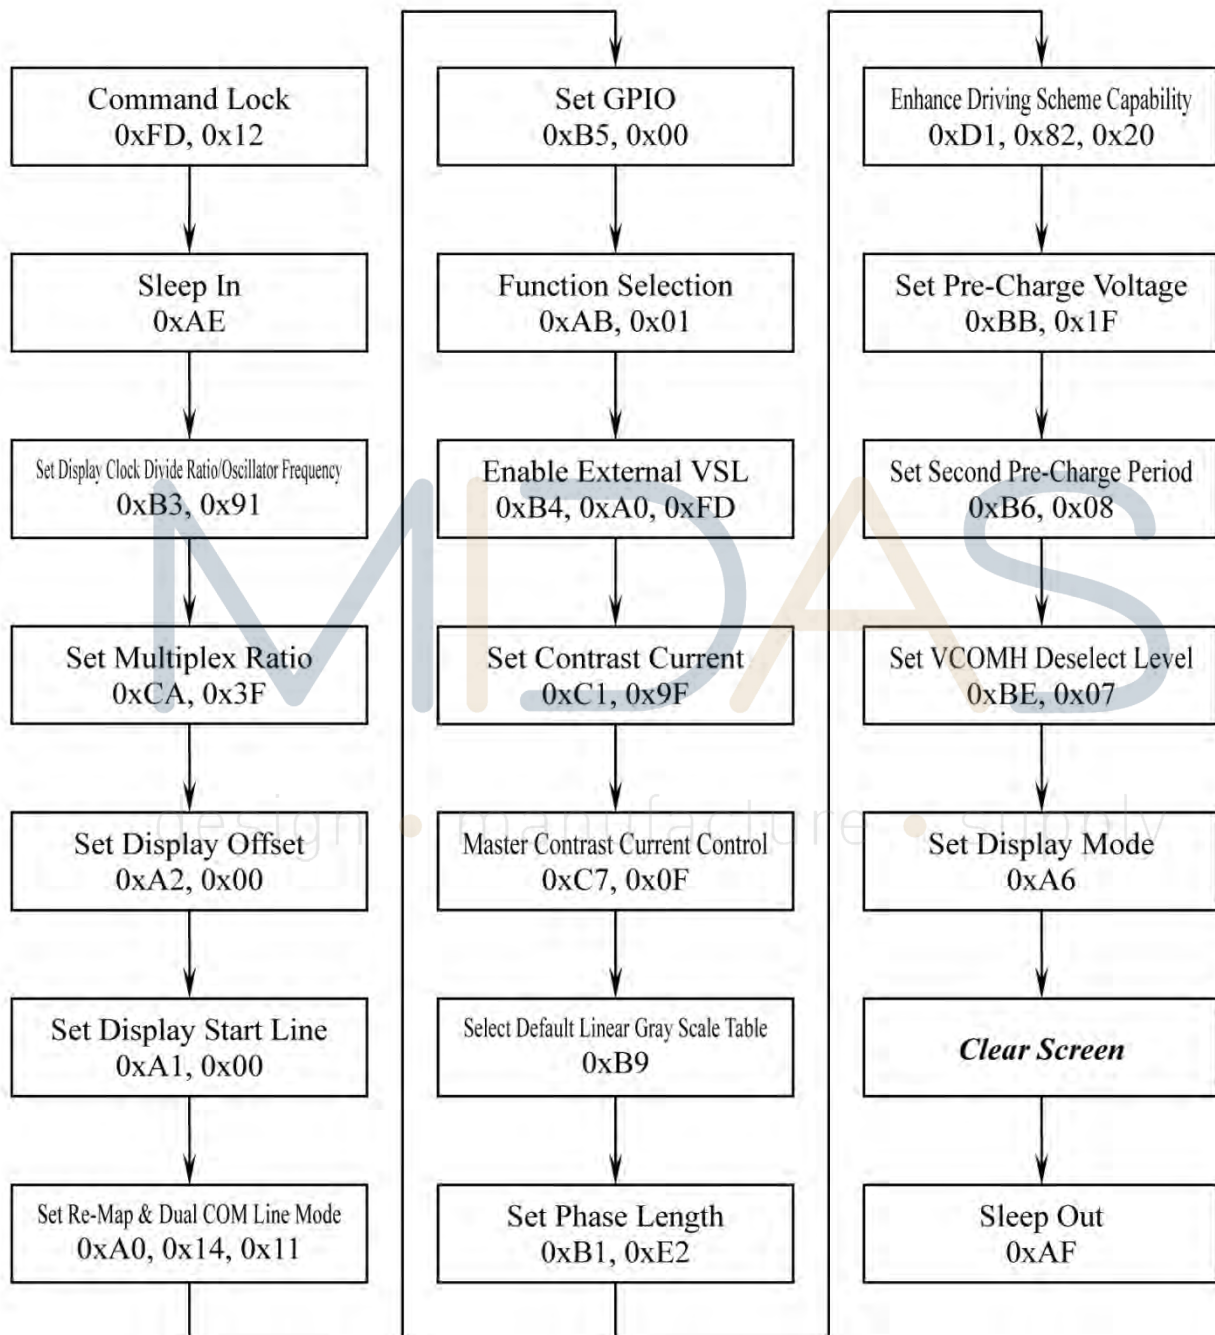 Command Lock
0xFD, 0x12
Sleep In
0xAE
Set Display Clock Divide Ratio/Oscillator Frequency
0xB3, 0x91
Set Multiplex Ratio
0xCA, 0x3F
Set Display Offset
0xA2, 0x00
Set Display Start Line
0xA1, 0x00
Set Re-Map & Dual COM Line Mode
0xA0, 0x14, 0x11
Set GPIO
0xB5, 0x00
Function Selection
0xAB, 0x01
Enable External VSL
0xB4, 0xA0, 0xFD
Set Contrast Current
0xC1, 0x9F
Master Contrast Current Control
0xC7, 0x0F
Select Default Linear Gray Scale Table
0xB9
Set Phase Length
0xB1, 0xE2
Enhance Driving Scheme Capability
0xD1, 0x82, 0x20
Set Pre-Charge Voltage
0xBB, 0x1F
Set Second Pre-Charge Period
0xB6, 0x08
Set VCOMH Deselect Level
0xBE, 0x07
Set Display Mode
0xA6
Clear Screen
Sleep Out
0xAF
MIDAS
design • manufacture • supply